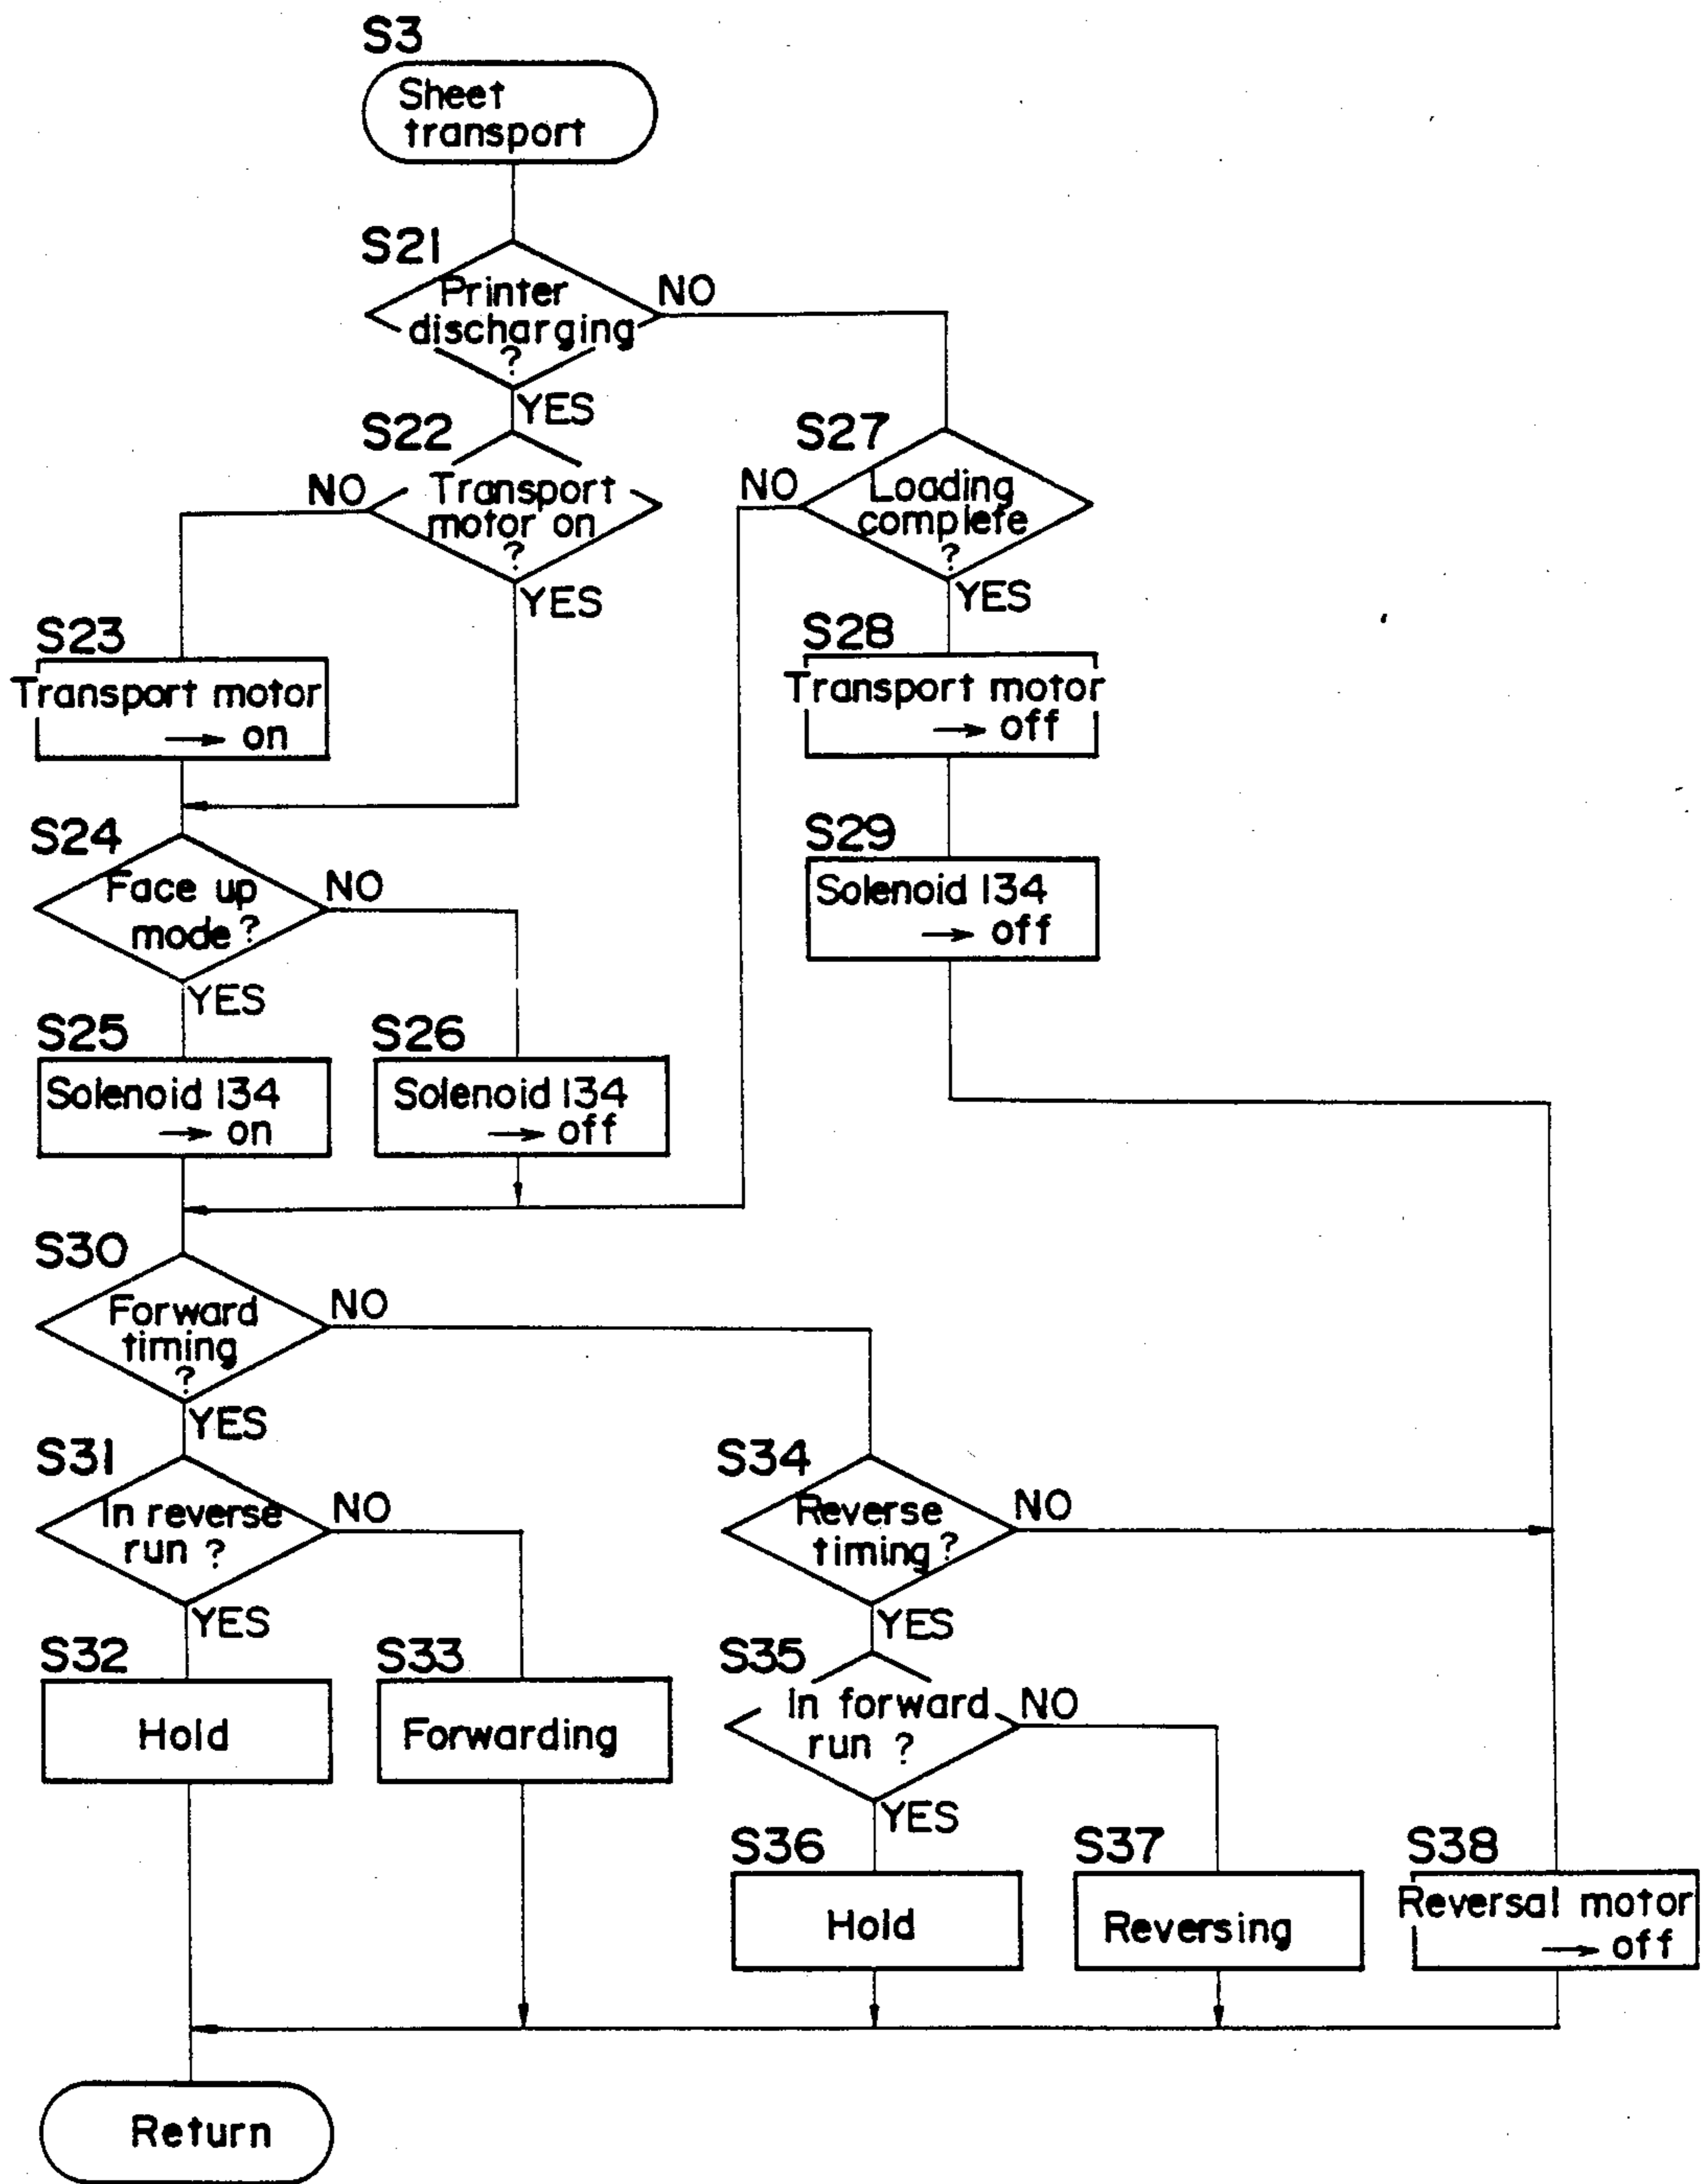 S3
Sheet
transport
S21
Printer
discharging
?
NO
YES
S22
Transport
motor on
?
NO
YES
S27
Loading
complete
?
NO
YES
S23
Transport motor
→ on
S28
Transport motor
→ off
S24
Face up
mode ?
NO
YES
S29
Solenoid 134
→ off
S25
Solenoid 134
→ on
S26
Solenoid 134
→ off
S30
Forward
timing
?
NO
YES
S31
In reverse
run ?
NO
YES
S34
Reverse
timing ?
NO
YES
S32
Hold
S33
Forwarding
S35
In forward
run ?
NO
YES
S36
Hold
S37
Reversing
S38
Reversal motor
→ off
Return